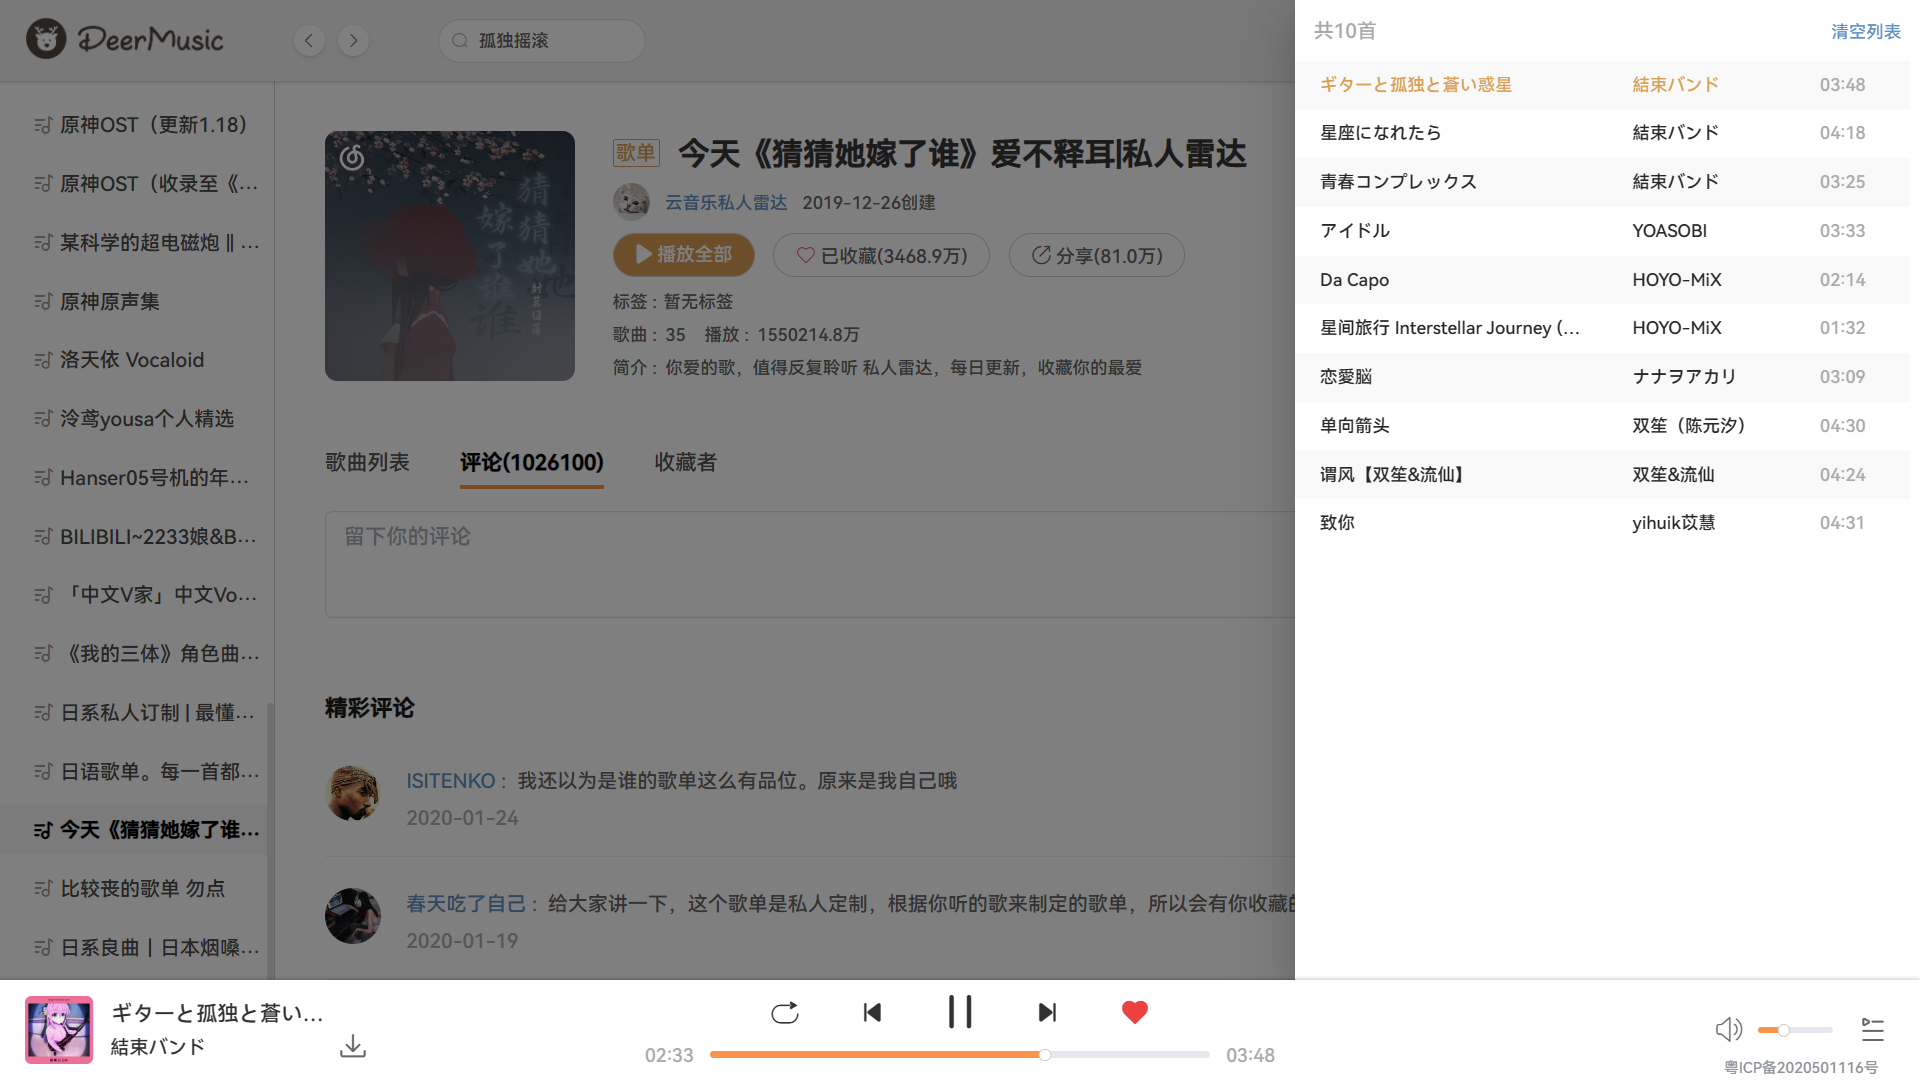 DeerMusic
孤独摇滚
原神OST（更新1.18）
原神OST（收录至《...
某科学的超电磁炮 ‖ ...
原神原声集
洛天依 Vocaloid
泠鸢yousa个人精选
Hanser05号机的年...
BILIBILI~2233娘&B...
「中文V家」中文Vo...
《我的三体》角色曲...
日系私人订制 | 最懂...
日语歌单。每一首都...
今天《猜猜她嫁了谁...
比较丧的歌单 勿点
日系良曲丨日本烟嗓...
猜猜她
嫁了谁
封茗囧菌
歌单 今天《猜猜她嫁了谁》爱不释耳|私人雷达
云音乐私人雷达 2019-12-26创建
播放全部 已收藏(3468.9万) 分享(81.0万)
标签 : 暂无标签
歌曲 : 35 播放 : 1550214.8万
简介 : 你爱的歌，值得反复聆听 私人雷达，每日更新，收藏你的最爱
歌曲列表 评论(1026100) 收藏者
留下你的评论
精彩评论
ISITENKO : 我还以为是谁的歌单这么有品位。原来是我自己哦
2020-01-24
春天吃了自己 : 给大家讲一下，这个歌单是私人定制，根据你听的歌来制定的歌单，所以会有你收藏的
2020-01-19
共10首 清空列表
ギターと孤独と蒼い惑星 結束バンド 03:48
星座になれたら 結束バンド 04:18
青春コンプレックス 結束バンド 03:25
アイドル YOASOBI 03:33
Da Capo HOYO-MiX 02:14
星间旅行 Interstellar Journey (... HOYO-MiX 01:32
恋愛脳 ナナヲアカリ 03:09
单向箭头 双笙（陈元汐） 04:30
谓风【双笙&流仙】 双笙&流仙 04:24
致你 yihuik苡慧 04:31
ギターと孤独と蒼い...
結束バンド
02:33 03:48
粤ICP备2020501116号